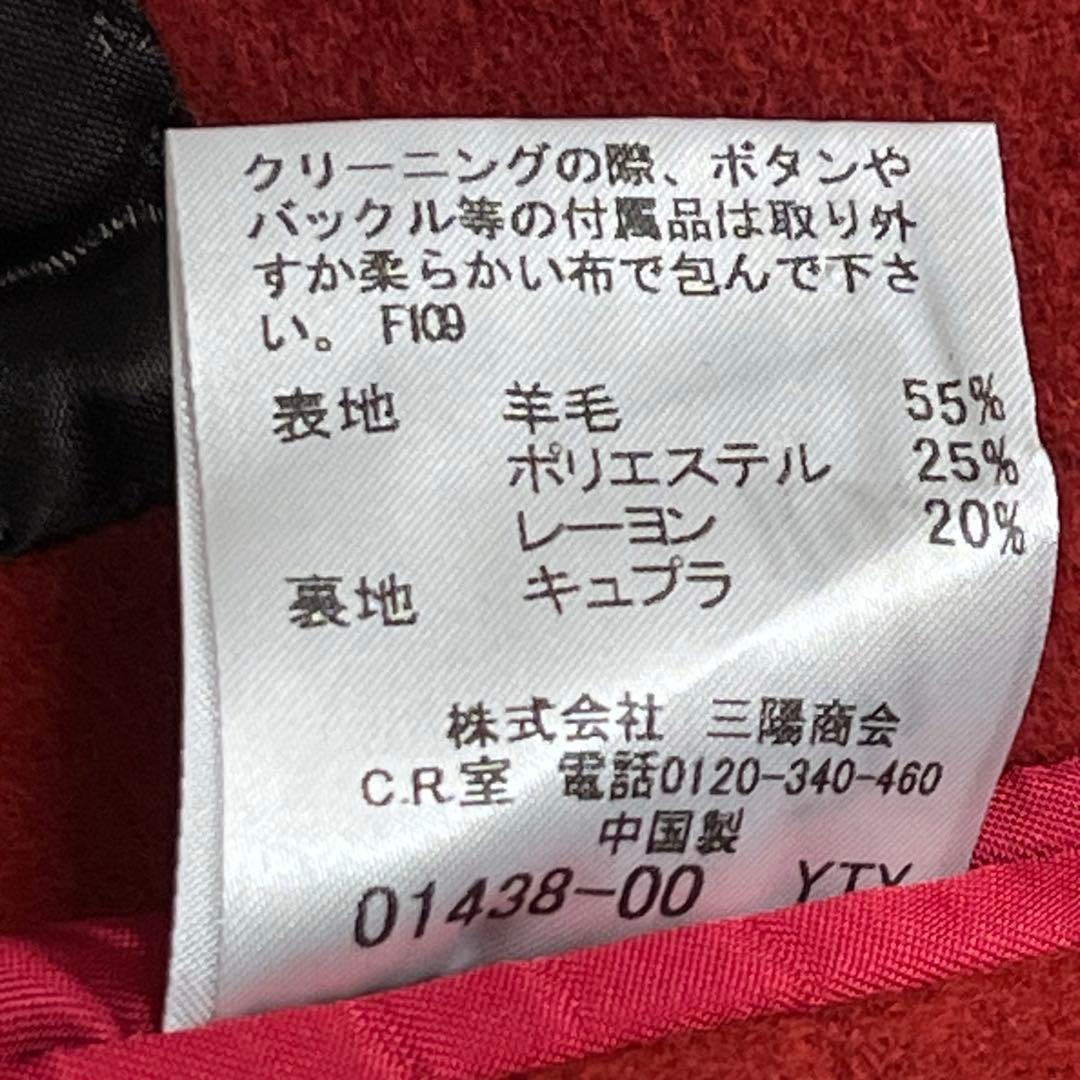 クリーニングの際、ボタンや
バックル等の付属品は取り外
すか柔らかい布で包んで下さ
い。 F109
表地 羊毛 55%
ポリエステル 25%
レーヨン 20%
裏地 キュプラ
株式会社 三陽商会
C.R.室 電話0120-340-460
中国製
01438-00 YTY